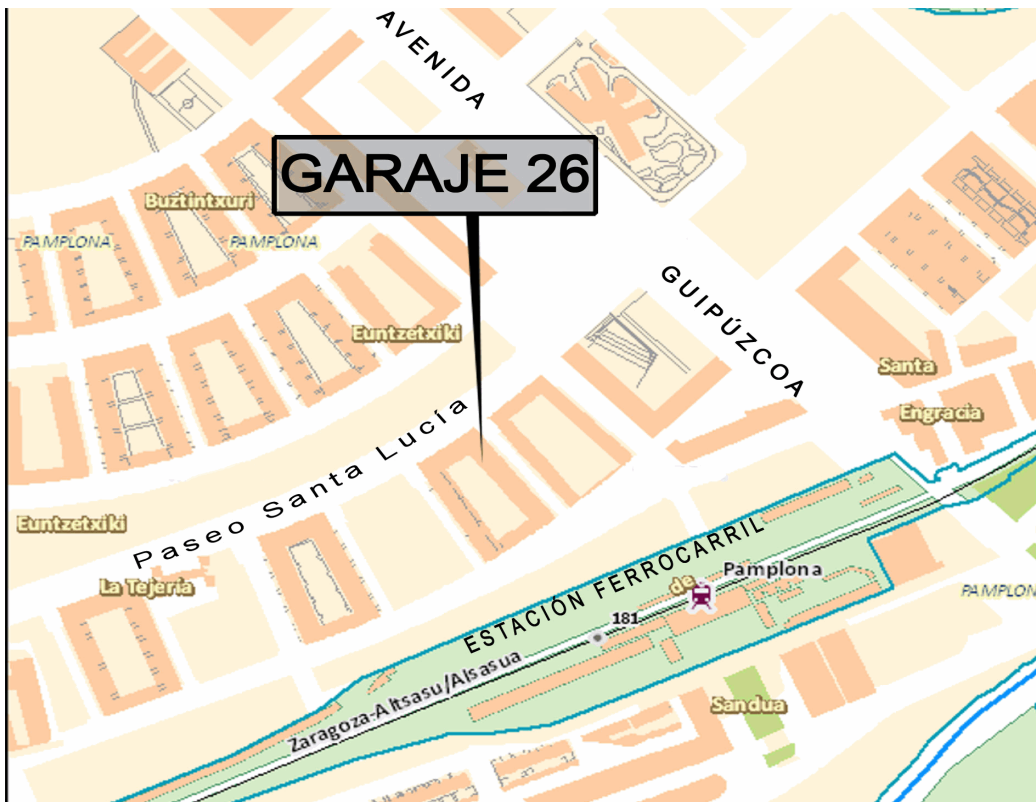 AVENIDA
GARAJE 26
Buztintxuri
PAMPLONA
PAMPLONA
GUIPÚZCOA
Euntzetxiki
Santa
Engracia
Paseo Santa Lucía
Euntzetxiki
La Tejería
ESTACIÓN FERROCARRIL
de
Pamplona
PAMPLON
181
Zaragoza-Altsasu/Alsasua
Sandua